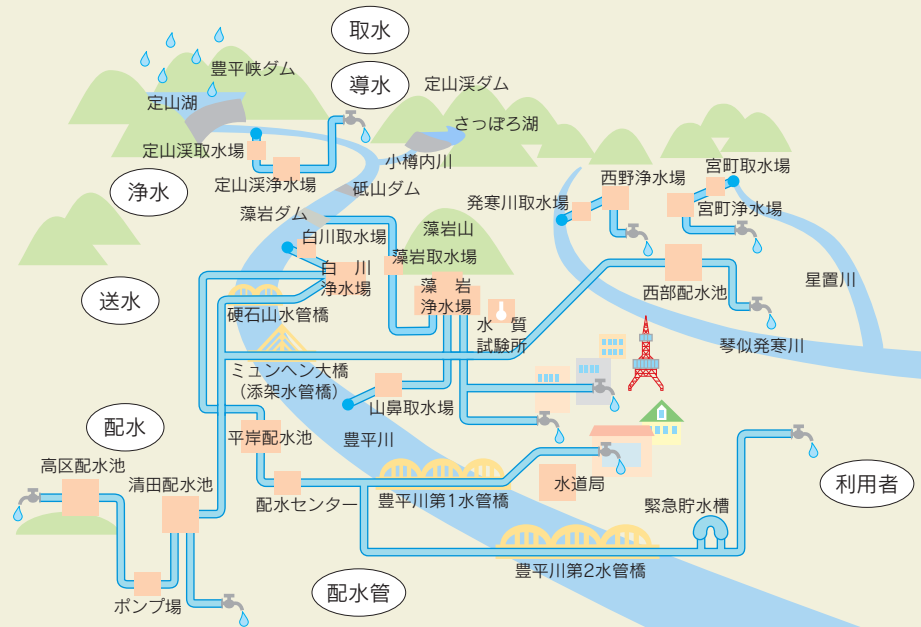 取水
豊平峡ダム
導水
定山渓ダム
定山湖
さっぽろ湖
定山渓取水場
小樽内川
定山渓浄水場
砥山ダム
浄水
西野浄水場
宮町取水場
発寒川取水場
宮町浄水場
藻岩ダム
藻岩山
白川取水場
藻岩取水場
白　川
浄水場
星置川
西部配水池
送水
藻　岩
浄水場
硬石山水管橋
水　質
試験所
琴似発寒川
ミュンヘン大橋
（添架水管橋）
山鼻取水場
配水
平岸配水池
豊平川
高区配水池
清田配水池
配水センター
豊平川第1水管橋
水道局
利用者
緊急貯水槽
豊平川第2水管橋
配水管
ポンプ場